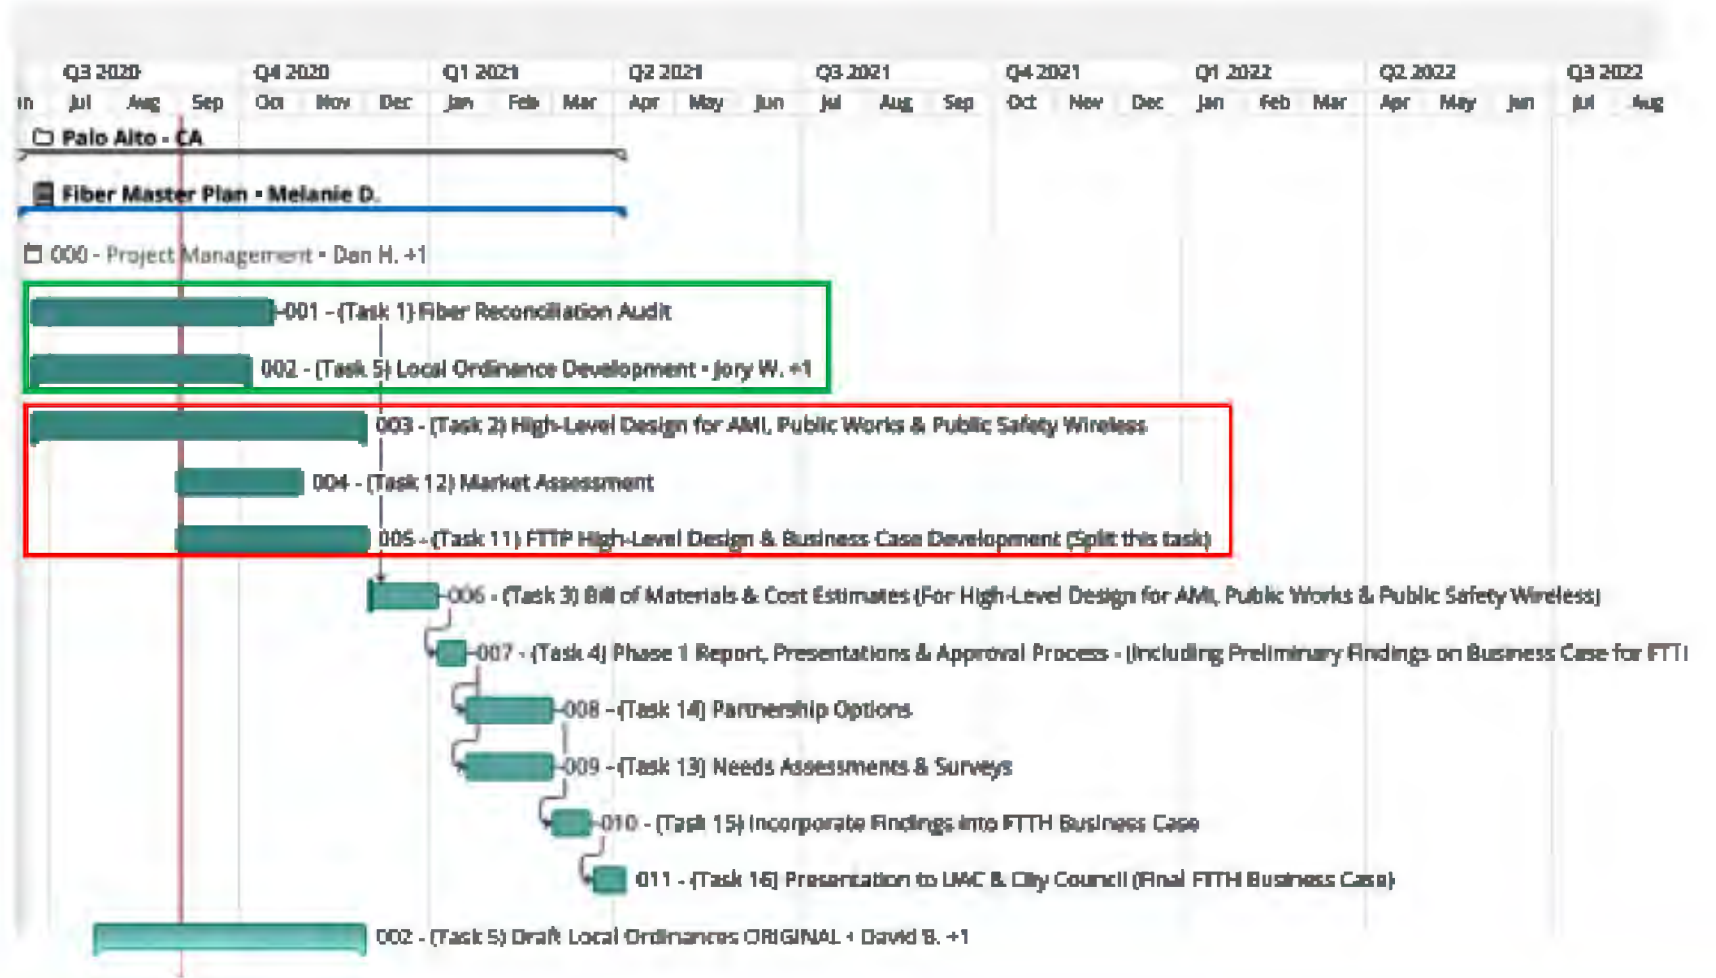 Q3 2020 Q4 2020 Q1 2021 Q2 2021 Q3 2021 Q4 2021 Q1 2022 Q2 2022 Q3 2022
un Jul Aug Sep Oct Nov Dec Jan Feb Mar Apr May Jun Jul Aug Sep Oct Nov Dec Jan Feb Mar Apr May Jun Jul Aug
Palo Alto - CA
Fiber Master Plan • Melanie D.
000 - Project Management • Dan H. +1
001 - (Task 1) Fiber Reconciliation Audit
002 - (Task 5) Local Ordinance Development • Jory W. +1
003 - (Task 2) High-Level Design for AMI, Public Works & Public Safety Wireless
004 - (Task 12) Market Assessment
005 - (Task 11) FTTP High-Level Design & Business Case Development (Split this task)
006 - (Task 3) Bill of Materials & Cost Estimates (For High-Level Design for AMI, Public Works & Public Safety Wireless)
007 - (Task 4) Phase 1 Report, Presentations & Approval Process - (Including Preliminary Findings on Business Case for FTTI
008 - (Task 14) Partnership Options
009 - (Task 13) Needs Assessments & Surveys
010 - (Task 15) Incorporate Findings into FTTH Business Case
011 - (Task 16) Presentation to UAC & City Council (Final FTTH Business Case)
002 - (Task 5) Draft Local Ordinances ORIGINAL • David B. +1